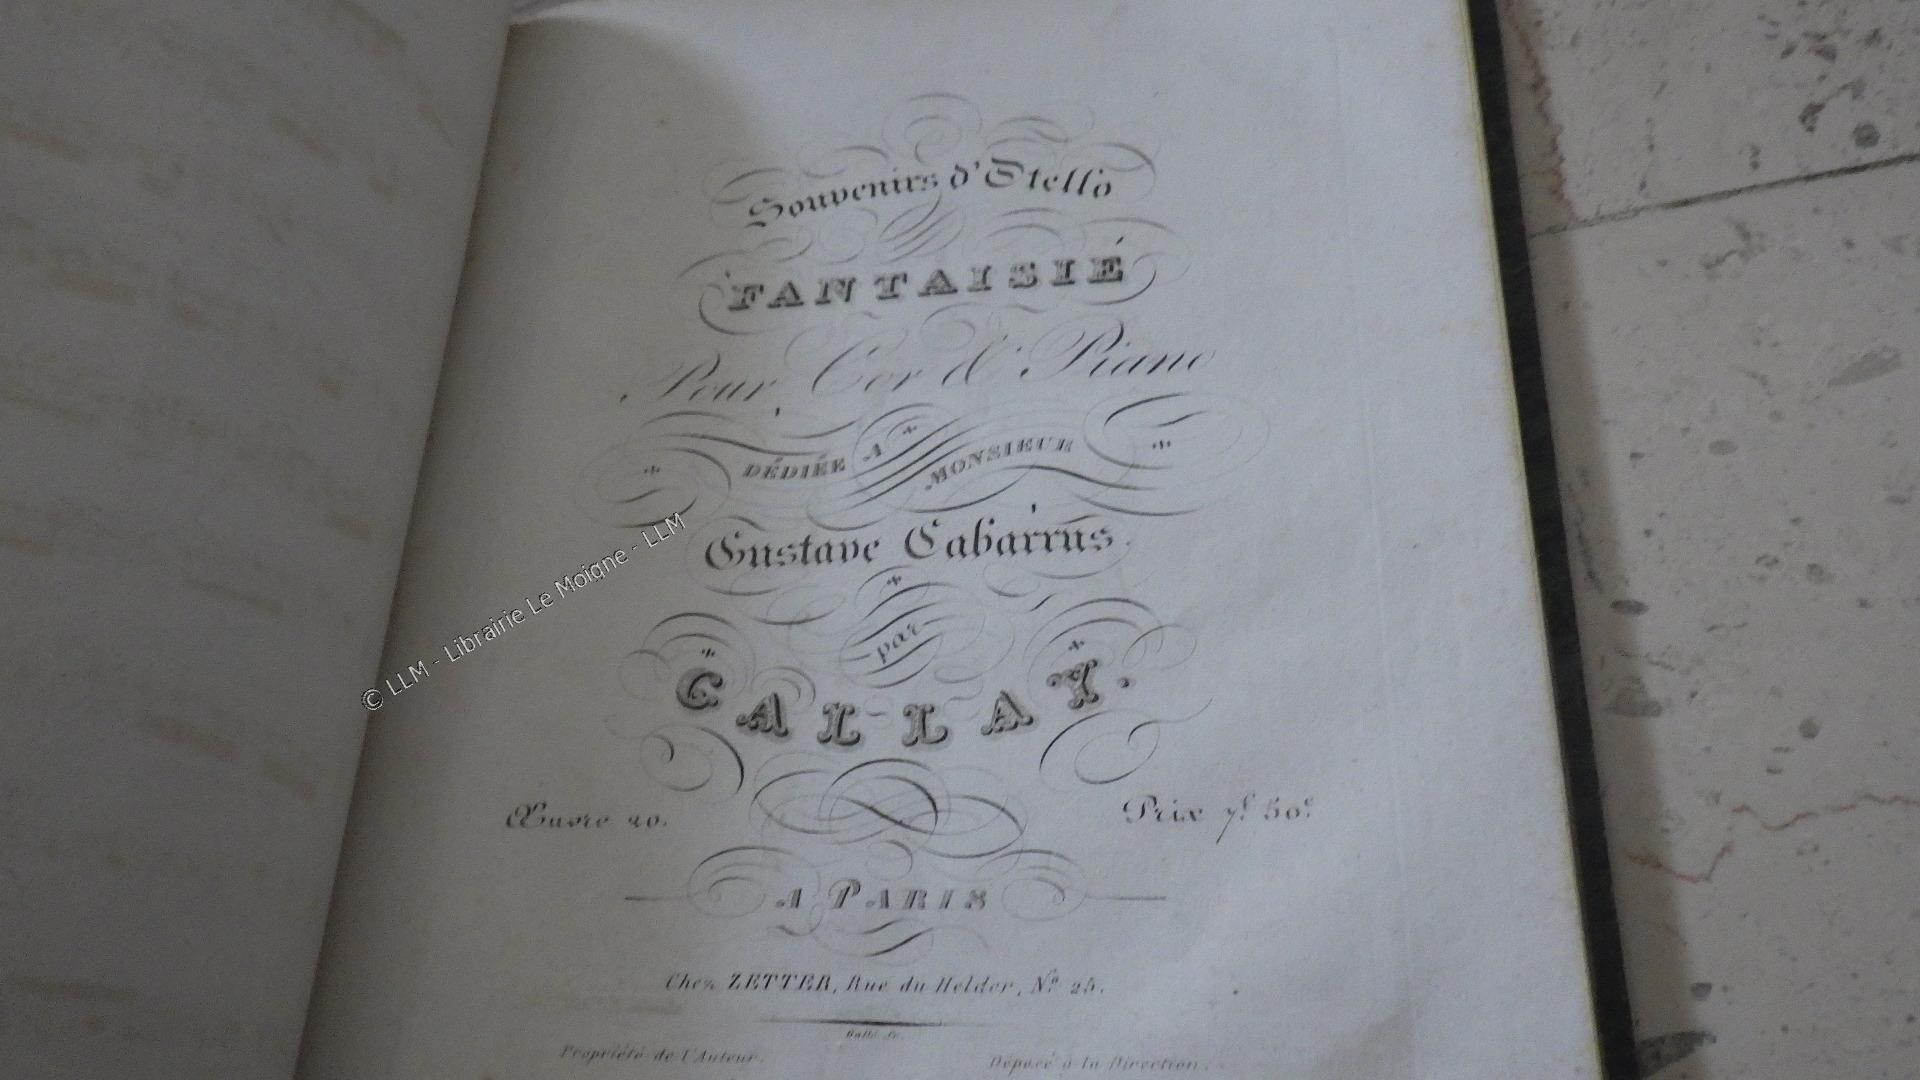 Souvenirs d'Otello
FANTAISIE
Pour Cor et Piano
DÉDIÉE A MONSIEUR
Gustave Cabarrus
par
GALLAY.
Œuvre 20. Prix 7f 50c
A PARIS
Chez ZETTER, Rue du Helder, No 25.
Propriété de l'Auteur. Déposé à la Direction.
© LLM - Librairie Le Moigne - LLM